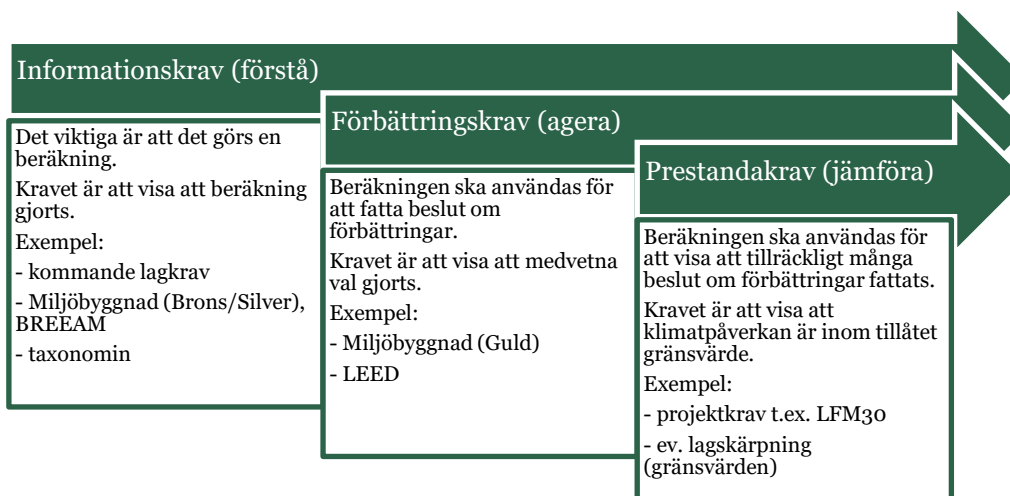 Informationskrav (förstå)
Det viktiga är att det görs en
beräkning.
Kravet är att visa att beräkning
gjorts.
Exempel:
- kommande lagkrav
- Miljöbyggnad (Brons/Silver),
BREEAM
- taxonomin
Förbättringskrav (agera)
Beräkningen ska användas för
att fatta beslut om
förbättringar.
Kravet är att visa att medvetna
val gjorts.
Exempel:
- Miljöbyggnad (Guld)
- LEED
Prestandakrav (jämföra)
Beräkningen ska användas för
att visa att tillräckligt många
beslut om förbättringar fattats.
Kravet är att visa att
klimatpåverkan är inom tillåtet
gränsvärde.
Exempel:
- projektkrav t.ex. LFM30
- ev. lagskärpning
(gränsvärden)